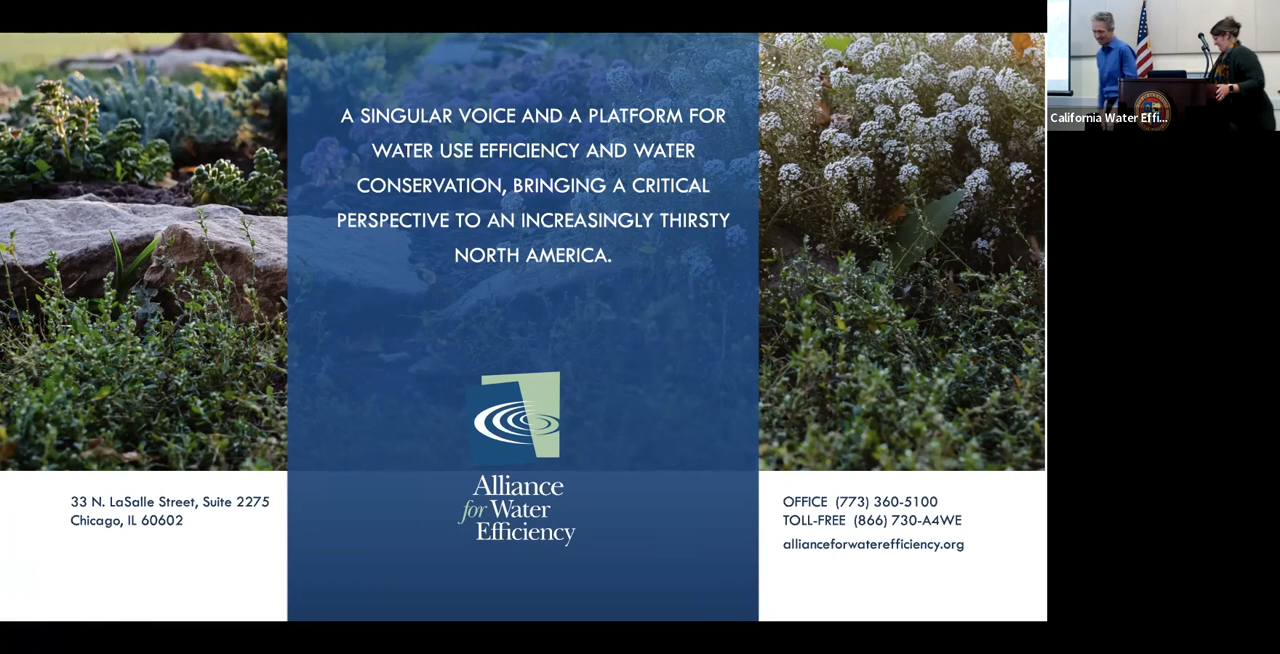 A SINGULAR VOICE AND A PLATFORM FOR
WATER USE EFFICIENCY AND WATER
CONSERVATION, BRINGING A CRITICAL
PERSPECTIVE TO AN INCREASINGLY THIRSTY
NORTH AMERICA.
Alliance
for Water
Efficiency
33 N. LaSalle Street, Suite 2275
Chicago, IL 60602
OFFICE (773) 360-5100
TOLL-FREE (866) 730-A4WE
allianceforwaterefficiency.org
California Water Effi...